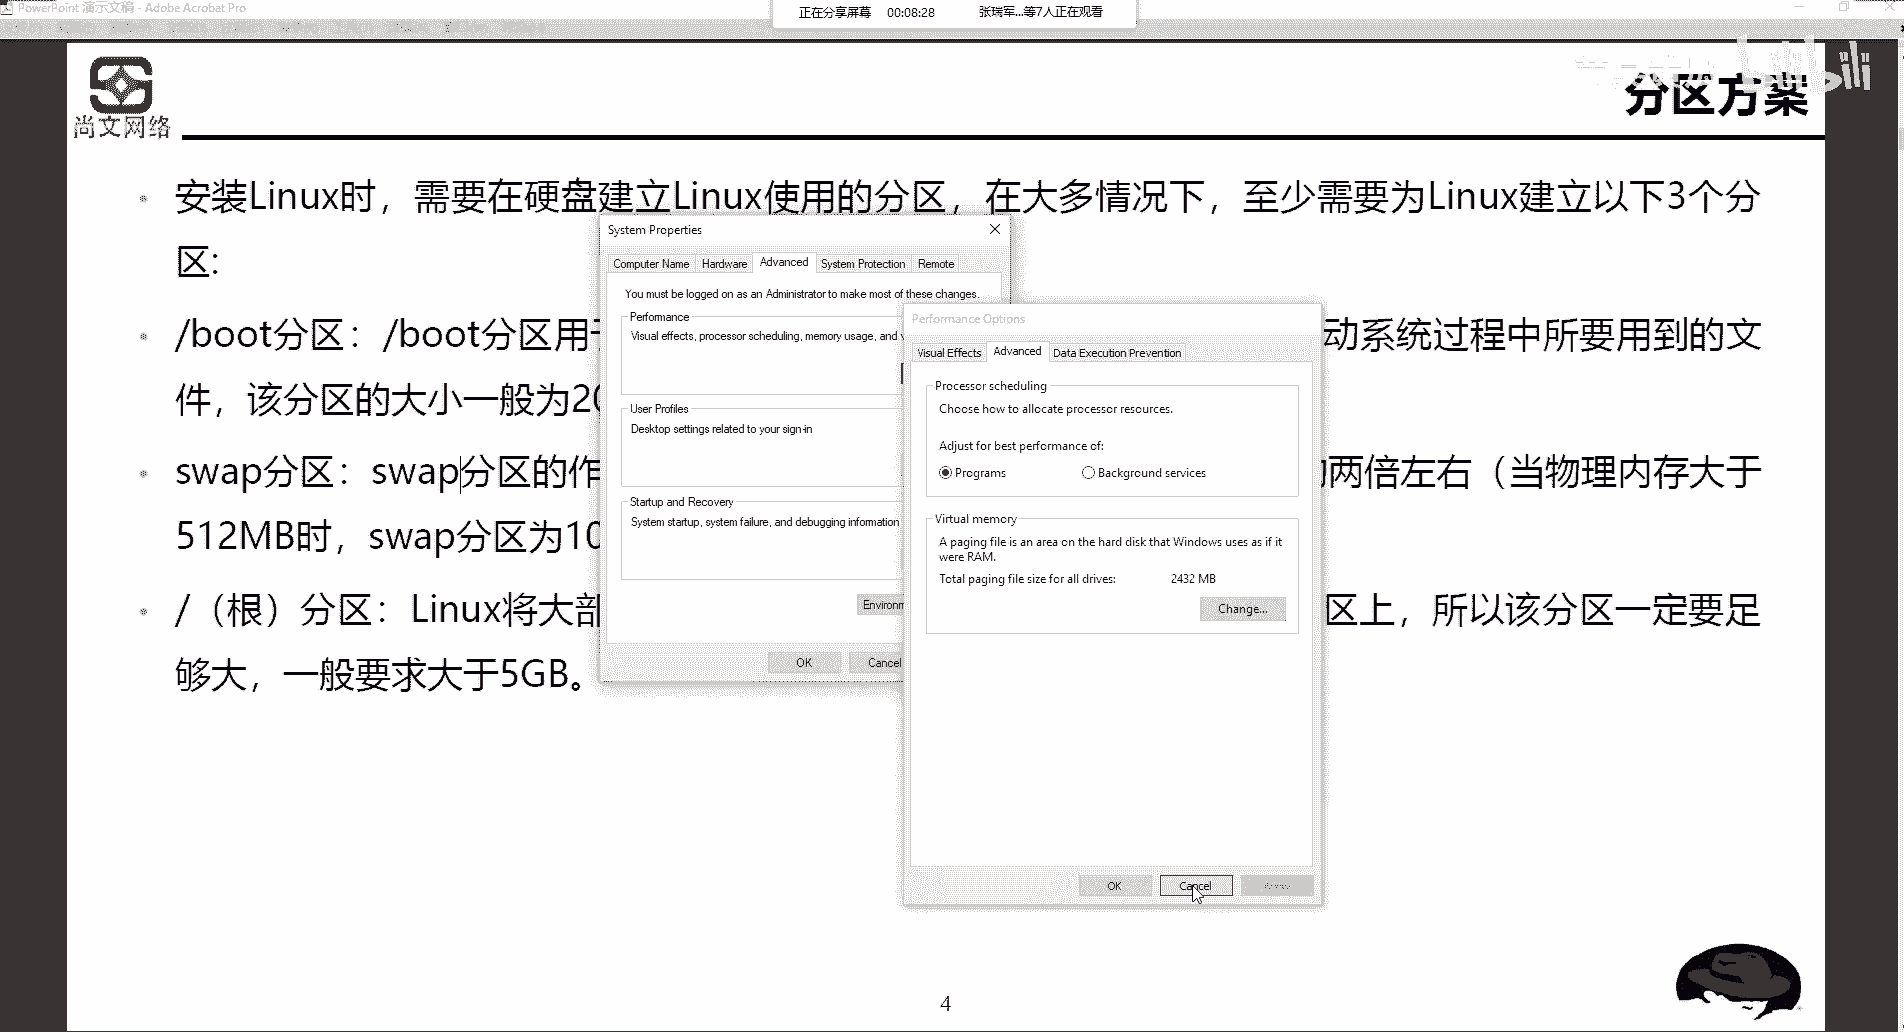 PowerPoint 演示文稿 - Adobe Acrobat Pro
正在分享屏幕 00:08:28 张瑞军...等7人正在观看
bilibili
尚文网络
分区方案
安装Linux时，需要在硬盘建立Linux使用的分区，在大多情况下，至少需要为Linux建立以下3个分
区:
/boot分区：/boot分区用 动系统过程中所要用到的文
件，该分区的大小一般为20
swap分区：swap分区的作 两倍左右（当物理内存大于
512MB时，swap分区为10
/（根）分区：Linux将大部 区上，所以该分区一定要足
够大，一般要求大于5GB。
System Properties
Computer Name Hardware Advanced System Protection Remote
You must be logged on as an Administrator to make most of these changes.
Performance
Visual effects, processor scheduling, memory usage, and v
User Profiles
Desktop settings related to your sign-in
Startup and Recovery
System startup, system failure, and debugging information
Environm
OK Cancel
Performance Options
Visual Effects Advanced Data Execution Prevention
Processor scheduling
Choose how to allocate processor resources.
Adjust for best performance of:
Programs Background services
Virtual memory
A paging file is an area on the hard disk that Windows uses as if it
were RAM.
Total paging file size for all drives: 2432 MB
Change...
OK Cancel
4